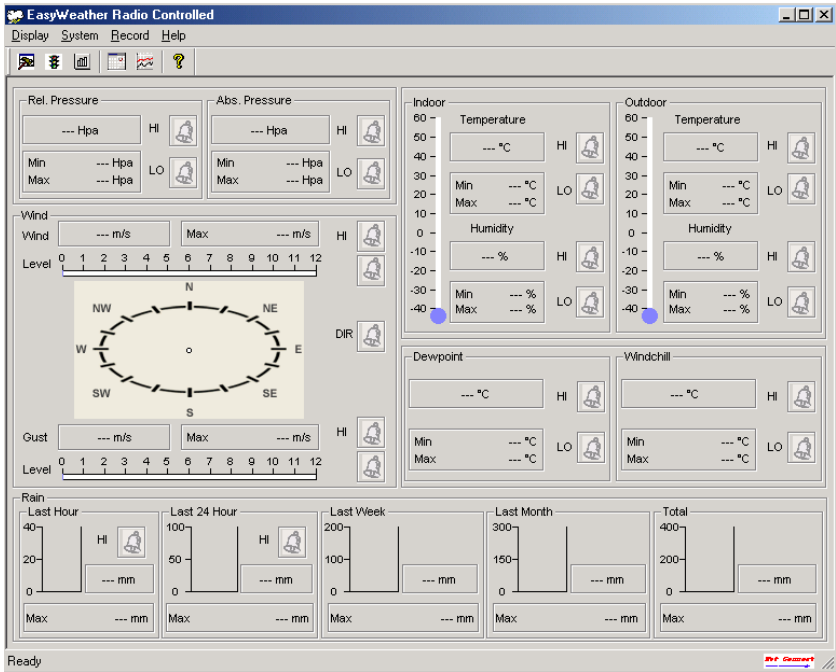 EasyWeather Radio Controlled
Display System Record Help
Rel. Pressure
--- Hpa
HI
Min --- Hpa
Max --- Hpa
LO
Abs. Pressure
--- Hpa
HI
Min --- Hpa
Max --- Hpa
LO
Wind
Wind --- m/s Max --- m/s HI
Level 0 1 2 3 4 5 6 7 8 9 10 11 12
N
NW NE
W E
SW SE
S
DIR
Gust --- m/s Max --- m/s HI
Level 0 1 2 3 4 5 6 7 8 9 10 11 12
Indoor
60
50
40
30
20
10
0
-10
-20
-30
-40
Temperature
--- °C
HI
Min --- °C
Max --- °C
LO
Humidity
--- %
HI
Min --- %
Max --- %
LO
Outdoor
60
50
40
30
20
10
0
-10
-20
-30
-40
Temperature
--- °C
HI
Min --- °C
Max --- °C
LO
Humidity
--- %
HI
Min --- %
Max --- %
LO
Dewpoint
--- °C
HI
Min --- °C
Max --- °C
LO
Windchill
--- °C
HI
Min --- °C
Max --- °C
LO
Rain
Last Hour
40
20
0
HI
--- mm
Max --- mm
Last 24 Hour
100
50
0
HI
--- mm
Max --- mm
Last Week
200
100
0
--- mm
Max --- mm
Last Month
300
150
0
--- mm
Max --- mm
Total
400
200
0
--- mm
Max --- mm
Ready
Not Connect